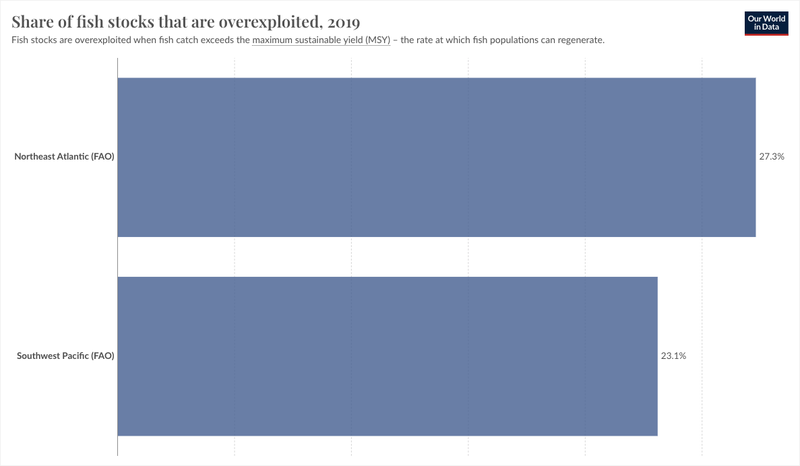 Share of fish stocks that are overexploited, 2019
Our World
in Data
Fish stocks are overexploited when fish catch exceeds the maximum sustainable yield (MSY) – the rate at which fish populations can regenerate.
Northeast Atlantic (FAO)
27.3%
Southwest Pacific (FAO)
23.1%